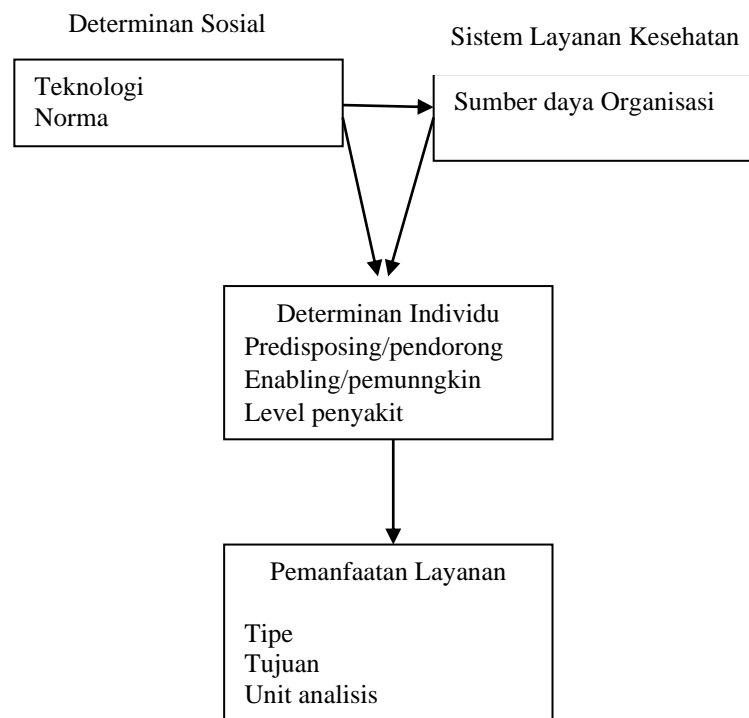 Determinan Sosial
Sistem Layanan Kesehatan
Teknologi
Norma
Sumber daya Organisasi
Determinan Individu
Predisposing/pendorong
Enabling/pemunngkin
Level penyakit
Pemanfaatan Layanan
Tipe
Tujuan
Unit analisis